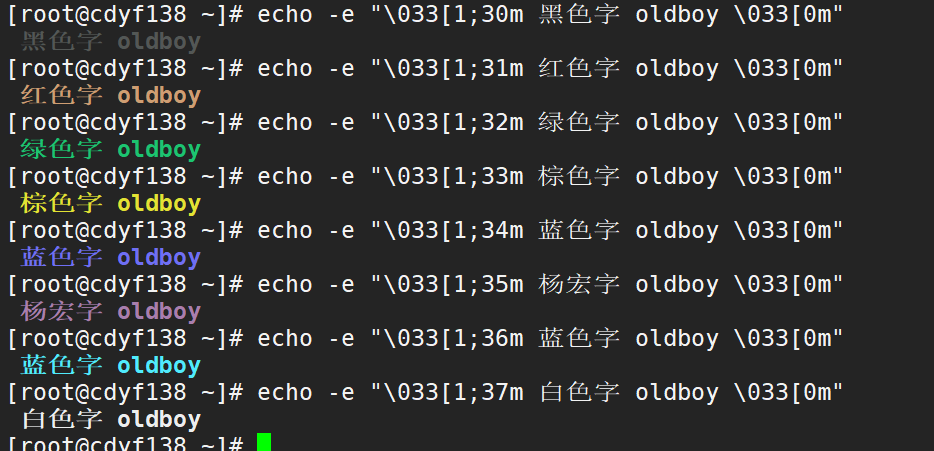 [root@cdyf138 ~]# echo -e "\033[1;30m 黑色字 oldboy \033[0m"
黑色字 oldboy
[root@cdyf138 ~]# echo -e "\033[1;31m 红色字 oldboy \033[0m"
红色字 oldboy
[root@cdyf138 ~]# echo -e "\033[1;32m 绿色字 oldboy \033[0m"
绿色字 oldboy
[root@cdyf138 ~]# echo -e "\033[1;33m 棕色字 oldboy \033[0m"
棕色字 oldboy
[root@cdyf138 ~]# echo -e "\033[1;34m 蓝色字 oldboy \033[0m"
蓝色字 oldboy
[root@cdyf138 ~]# echo -e "\033[1;35m 杨宏字 oldboy \033[0m"
杨宏字 oldboy
[root@cdyf138 ~]# echo -e "\033[1;36m 蓝色字 oldboy \033[0m"
蓝色字 oldboy
[root@cdyf138 ~]# echo -e "\033[1;37m 白色字 oldboy \033[0m"
白色字 oldboy
[root@cdyf138 ~]#